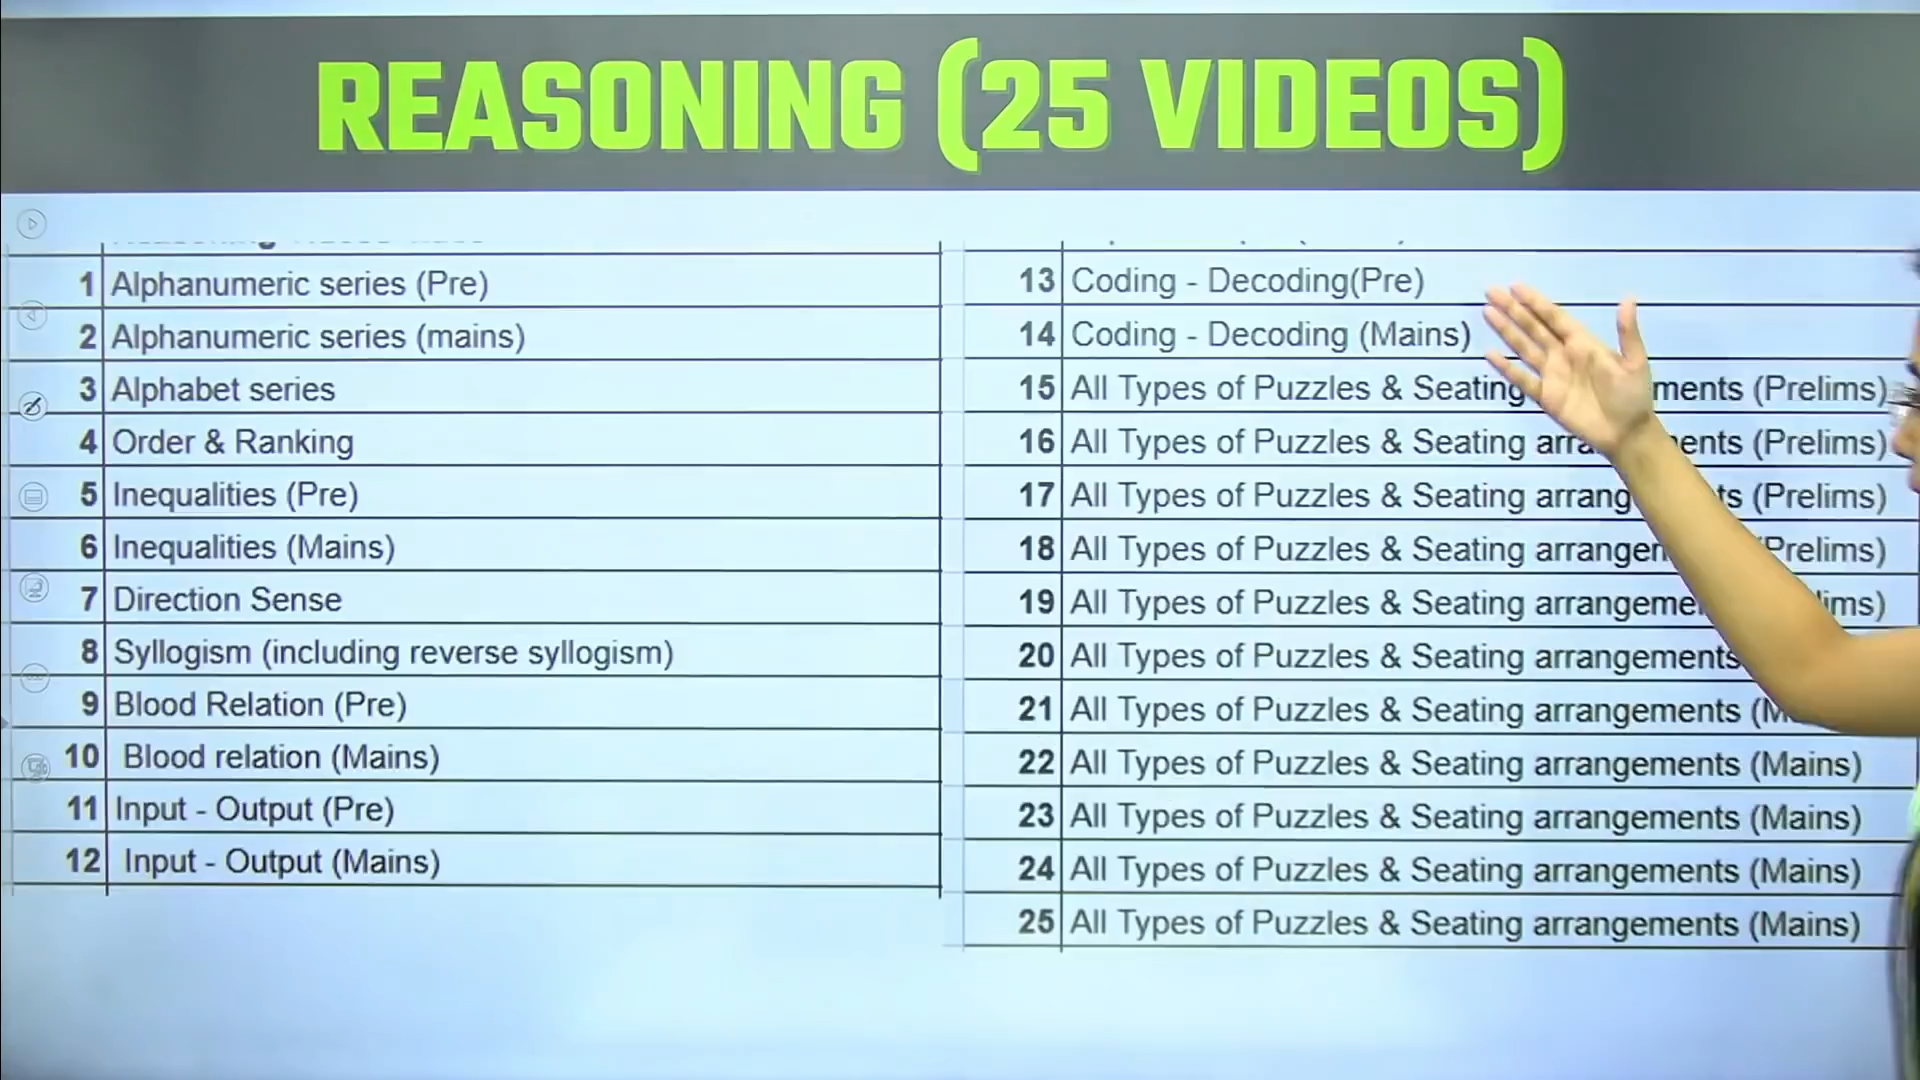 REASONING (25 VIDEOS)
1 Alphanumeric series (Pre)
2 Alphanumeric series (mains)
3 Alphabet series
4 Order & Ranking
5 Inequalities (Pre)
6 Inequalities (Mains)
7 Direction Sense
8 Syllogism (including reverse syllogism)
9 Blood Relation (Pre)
10 Blood relation (Mains)
11 Input - Output (Pre)
12 Input - Output (Mains)
13 Coding - Decoding(Pre)
14 Coding - Decoding (Mains)
15 All Types of Puzzles & Seating (Prelims)
16 All Types of Puzzles & Seating (Prelims)
17 All Types of Puzzles & Seating (Prelims)
18 All Types of Puzzles & Seating
19 All Types of Puzzles & Seating
20 All Types of Puzzles & Seating arrangements
21 All Types of Puzzles & Seating arrangements
22 All Types of Puzzles & Seating arrangements (Mains)
23 All Types of Puzzles & Seating arrangements (Mains)
24 All Types of Puzzles & Seating arrangements (Mains)
25 All Types of Puzzles & Seating arrangements (Mains)